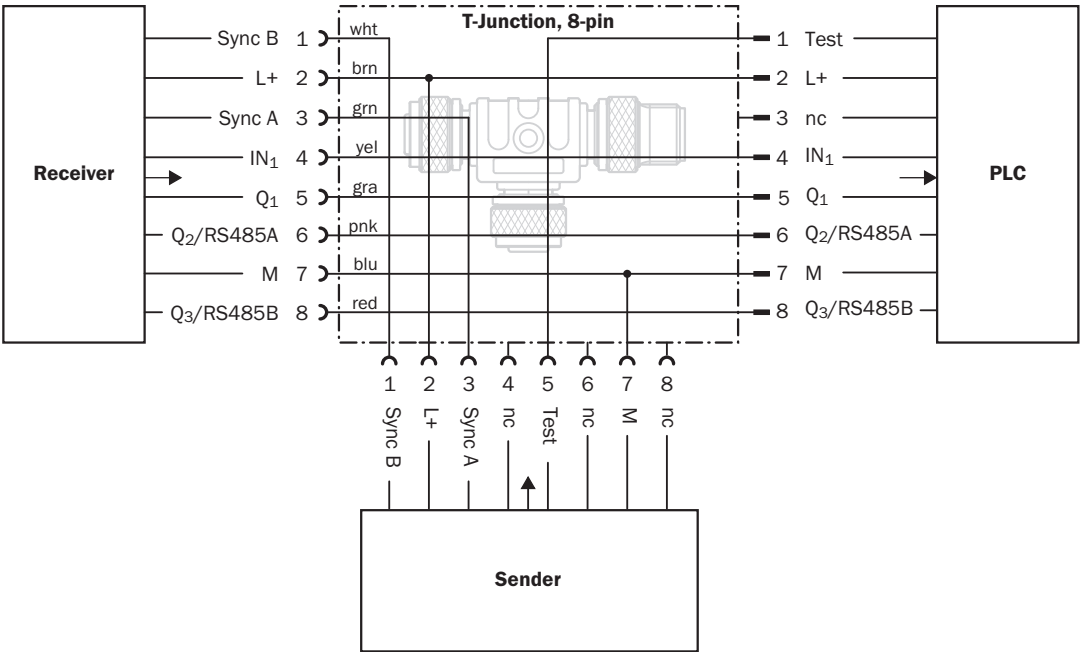 T-Junction, 8-pin
Receiver
Sync B 1 wht
L+ 2 brn
Sync A 3 grn
IN1 4 yel
Q1 5 gra
Q2/RS485A 6 pnk
M 7 blu
Q3/RS485B 8 red
1 Test
2 L+
3 nc
4 IN1
5 Q1
6 Q2/RS485A
7 M
8 Q3/RS485B
PLC
1 Sync B
2 L+
3 Sync A
4 nc
5 Test
6 nc
7 M
8 nc
Sender